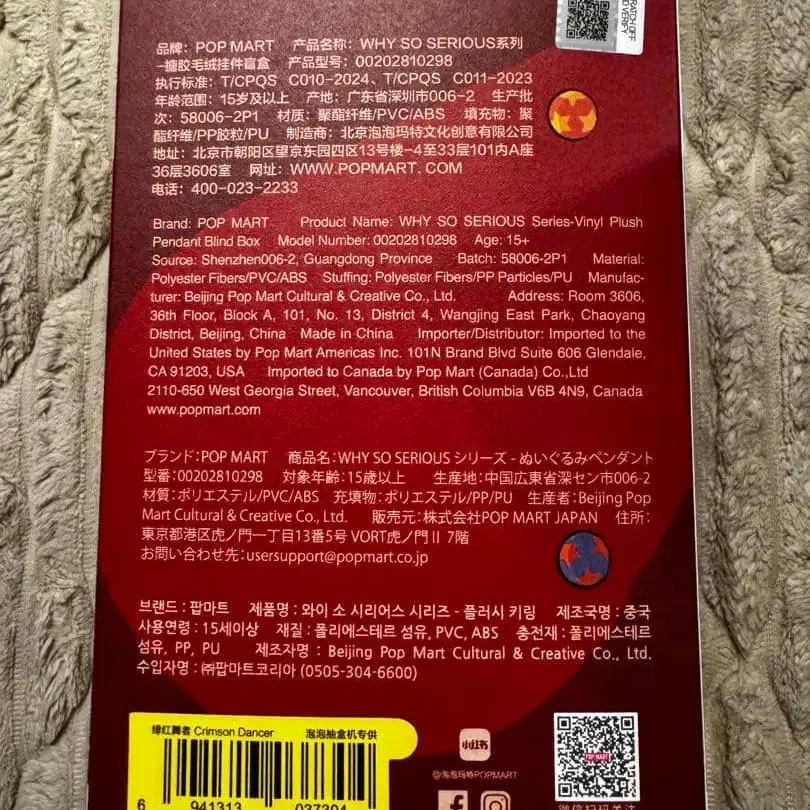 SCRATCH OFF
AND VERIFY
品牌：POP MART 产品名称：WHY SO SERIOUS系列
-搪胶毛绒挂件盲盒 产品型号：00202810298
执行标准：T/CPQS C010-2024、T/CPQS C011-2023
年龄范围：15岁及以上 产地：广东省深圳市006-2 生产批
次：58006-2P1 材质：聚酯纤维/PVC/ABS 填充物：聚
酯纤维/PP胶粒/PU 制造商：北京泡泡玛特文化创意有限公司
地址：北京市朝阳区望京东园四区13号楼-4至33层101内A座
36层3606室 网址：WWW.POPMART.COM
电话：400-023-2233
Brand: POP MART Product Name: WHY SO SERIOUS Series-Vinyl Plush
Pendant Blind Box Model Number: 00202810298 Age: 15+
Source: Shenzhen006-2, Guangdong Province Batch: 58006-2P1 Material:
Polyester Fibers/PVC/ABS Stuffing: Polyester Fibers/PP Particles/PU Manufac-
turer: Beijing Pop Mart Cultural & Creative Co., Ltd. Address: Room 3606,
36th Floor, Block A, 101, No. 13, District 4, Wangjing East Park, Chaoyang
District, Beijing, China Made in China Importer/Distributor: Imported to the
United States by Pop Mart Americas Inc. 101N Brand Blvd Suite 606 Glendale,
CA 91203, USA Imported to Canada by Pop Mart (Canada) Co.,Ltd
2110-650 West Georgia Street, Vancouver, British Columbia V6B 4N9, Canada
www.popmart.com
ブランド：POP MART 商品名：WHY SO SERIOUS シリーズ - ぬいぐるみペンダント
型番：00202810298 対象年齢：15歳以上 生産地：中国広東省深セン市006-2
材質：ポリエステル/PVC/ABS 充填物：ポリエステル/PP/PU 生産者：Beijing Pop
Mart Cultural & Creative Co., Ltd. 販売元：株式会社POP MART JAPAN 住所：
東京都港区虎ノ門一丁目13番5号 VORT虎ノ門Ⅱ 7階
お問い合わせ先：usersupport@popmart.co.jp
브랜드 : 팝마트 제품명 : 와이 소 시리어스 시리즈 - 플러시 키링 제조국명 : 중국
사용연령 : 15세이상 재질 : 폴리에스테르 섬유, PVC, ABS 충전재 : 폴리에스테르
섬유, PP, PU 제조자명 : Beijing Pop Mart Cultural & Creative Co., Ltd.
수입자명 : ㈜팝마트코리아 (0505-304-6600)
绯红舞者 Crimson Dancer 泡泡抽盒机专供
6 941313 037304
小红书
@泡泡玛特POPMART
POP MART